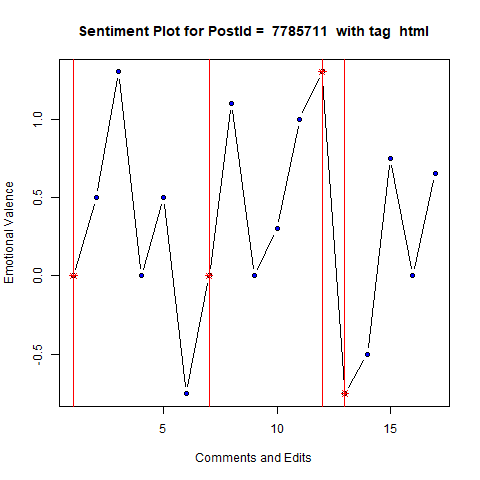 Sentiment Plot for PostId = 7785711 with tag html
Emotional Valence
1.0
0.5
0.0
-0.5
5
10
15
Comments and Edits